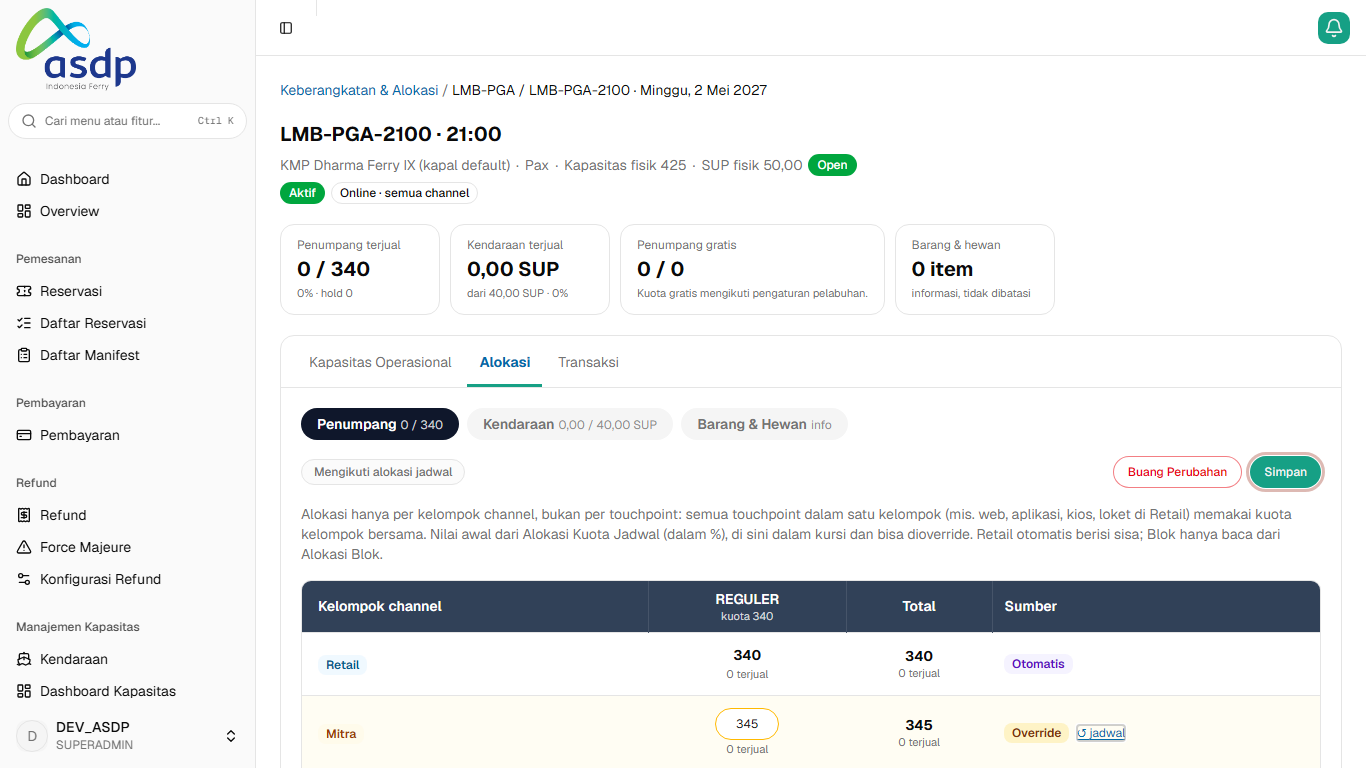 asdp
Indonesia Ferry
Cari menu atau fitur... Ctrl K
Dashboard
Overview
Pemesanan
Reservasi
Daftar Reservasi
Daftar Manifest
Pembayaran
Pembayaran
Refund
Refund
Force Majeure
Konfigurasi Refund
Manajemen Kapasitas
Kendaraan
Dashboard Kapasitas
D
DEV_ASDP
SUPERADMIN
Keberangkatan & Alokasi / LMB-PGA / LMB-PGA-2100 · Minggu, 2 Mei 2027
LMB-PGA-2100 · 21:00
KMP Dharma Ferry IX (kapal default) · Pax · Kapasitas fisik 425 · SUP fisik 50,00 Open
Aktif Online · semua channel
Penumpang terjual
0 / 340
0% · hold 0
Kendaraan terjual
0,00 SUP
dari 40,00 SUP · 0%
Penumpang gratis
0 / 0
Kuota gratis mengikuti pengaturan pelabuhan.
Barang & hewan
0 item
informasi, tidak dibatasi
Kapasitas Operasional Alokasi Transaksi
Penumpang 0 / 340 Kendaraan 0,00 / 40,00 SUP Barang & Hewan info
Mengikuti alokasi jadwal Buang Perubahan Simpan
Alokasi hanya per kelompok channel, bukan per touchpoint: semua touchpoint dalam satu kelompok (mis. web, aplikasi, kios, loket di Retail) memakai kuota
kelompok bersama. Nilai awal dari Alokasi Kuota Jadwal (dalam %), di sini dalam kursi dan bisa dioverride. Retail otomatis berisi sisa; Blok hanya baca dari
Alokasi Blok.
Kelompok channel REGULER Total Sumber
kuota 340
Retail 340 340 Otomatis
0 terjual 0 terjual
Mitra 345 345 Override ↺ jadwal
0 terjual 0 terjual